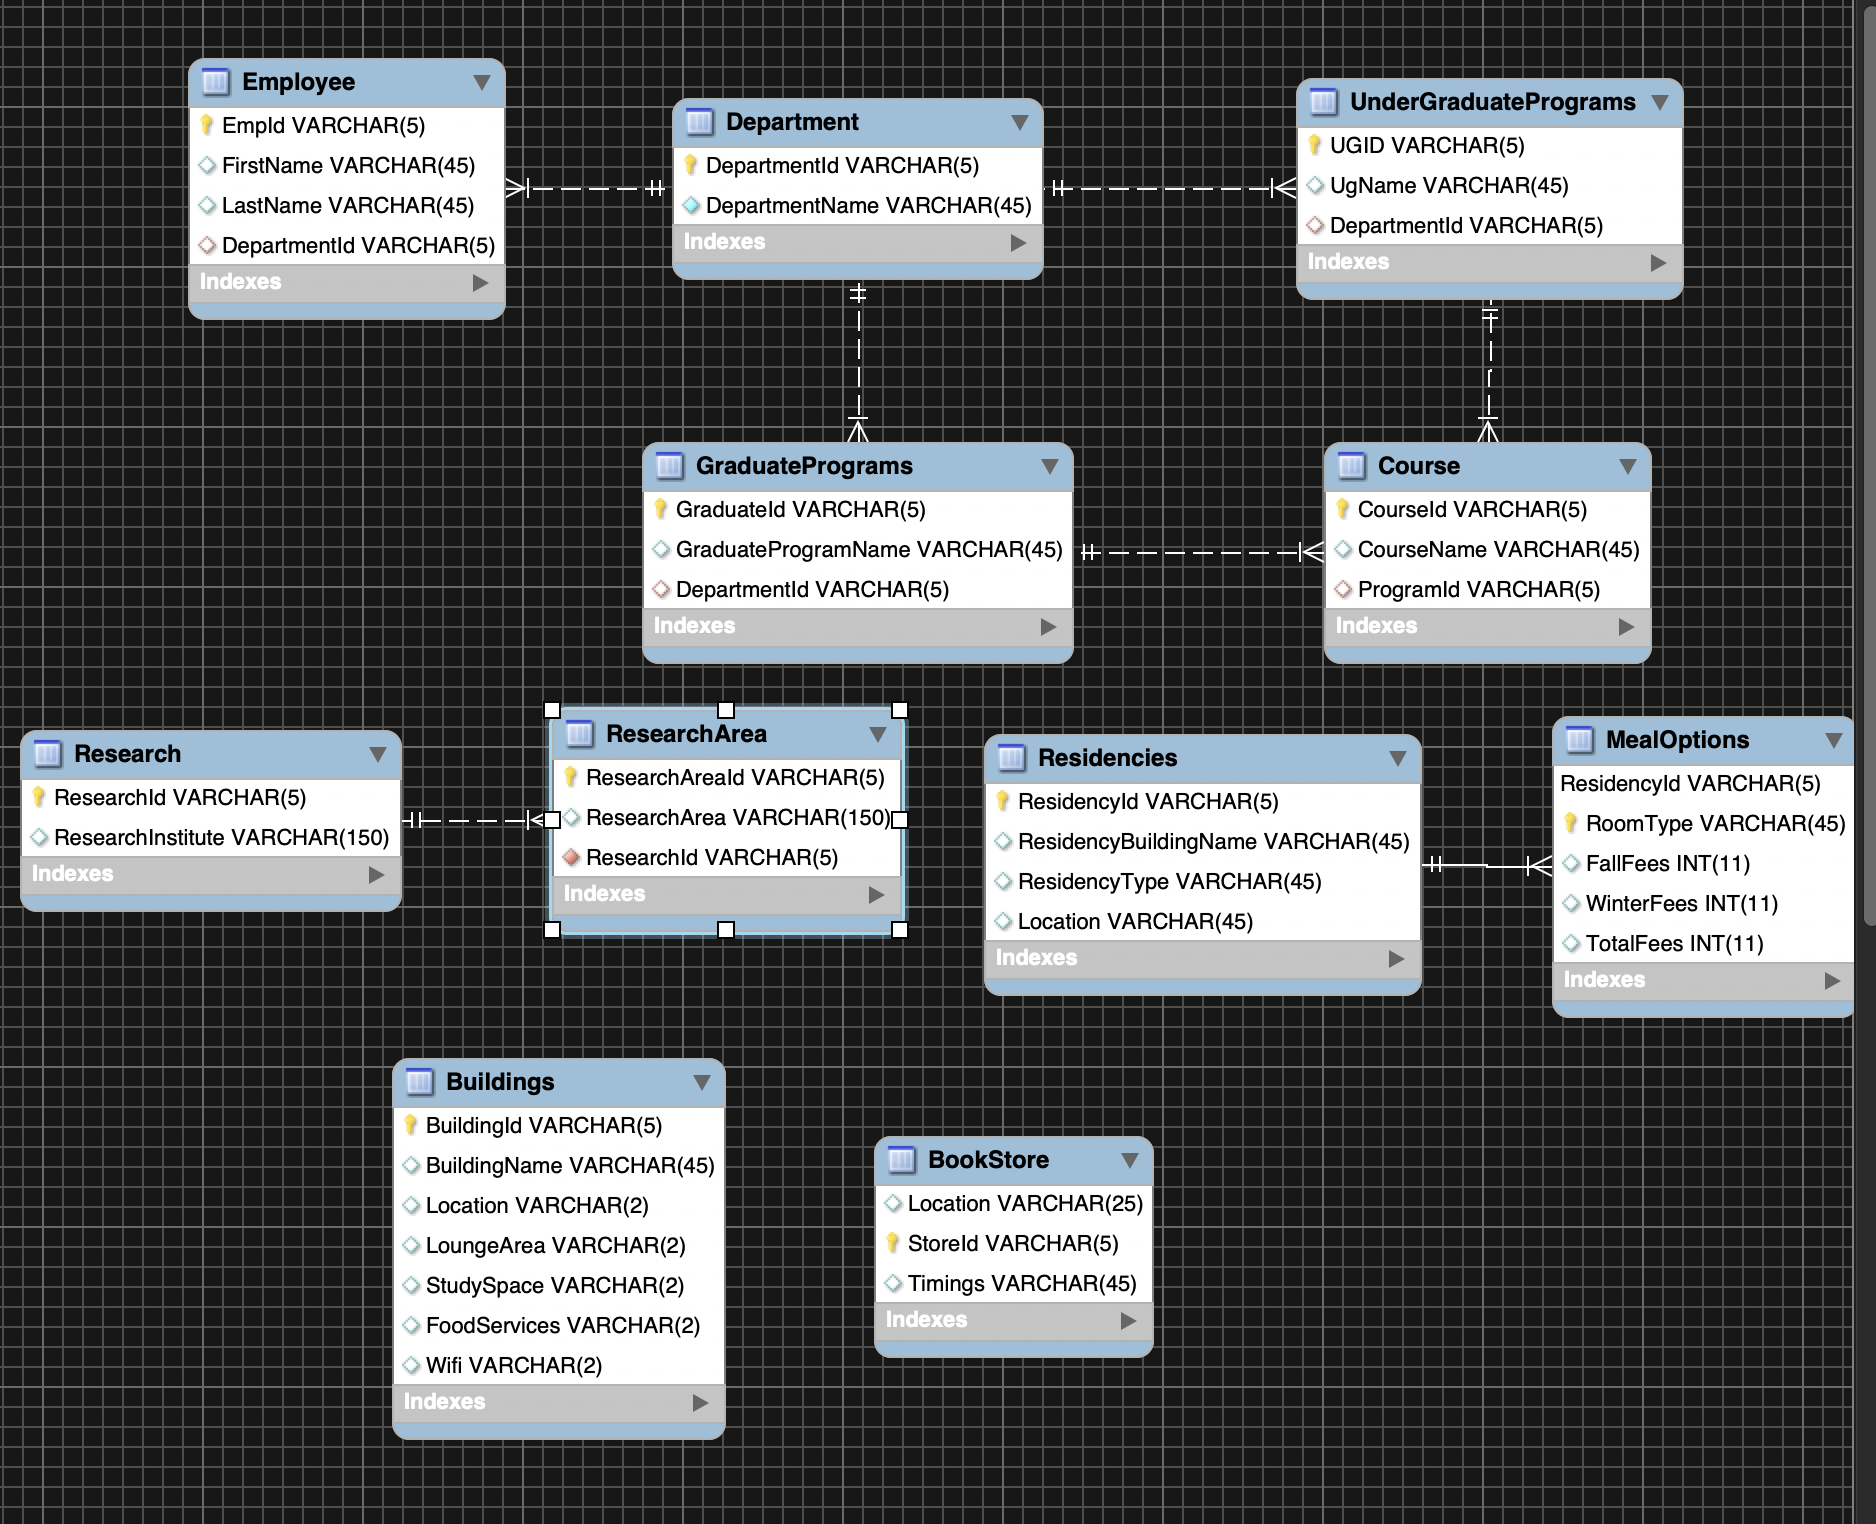 Employee
EmpId VARCHAR(5)
FirstName VARCHAR(45)
LastName VARCHAR(45)
DepartmentId VARCHAR(5)
Indexes
Department
DepartmentId VARCHAR(5)
DepartmentName VARCHAR(45)
Indexes
UnderGraduatePrograms
UGID VARCHAR(5)
UgName VARCHAR(45)
DepartmentId VARCHAR(5)
Indexes
GraduatePrograms
GraduateId VARCHAR(5)
GraduateProgramName VARCHAR(45)
DepartmentId VARCHAR(5)
Indexes
Course
CourseId VARCHAR(5)
CourseName VARCHAR(45)
ProgramId VARCHAR(5)
Indexes
Research
ResearchId VARCHAR(5)
ResearchInstitute VARCHAR(150)
Indexes
ResearchArea
ResearchAreaId VARCHAR(5)
ResearchArea VARCHAR(150)
ResearchId VARCHAR(5)
Indexes
Residencies
ResidencyId VARCHAR(5)
ResidencyBuildingName VARCHAR(45)
ResidencyType VARCHAR(45)
Location VARCHAR(45)
Indexes
MealOptions
ResidencyId VARCHAR(5)
RoomType VARCHAR(45)
FallFees INT(11)
WinterFees INT(11)
TotalFees INT(11)
Indexes
Buildings
BuildingId VARCHAR(5)
BuildingName VARCHAR(45)
Location VARCHAR(2)
LoungeArea VARCHAR(2)
StudySpace VARCHAR(2)
FoodServices VARCHAR(2)
Wifi VARCHAR(2)
Indexes
BookStore
Location VARCHAR(25)
StoreId VARCHAR(5)
Timings VARCHAR(45)
Indexes